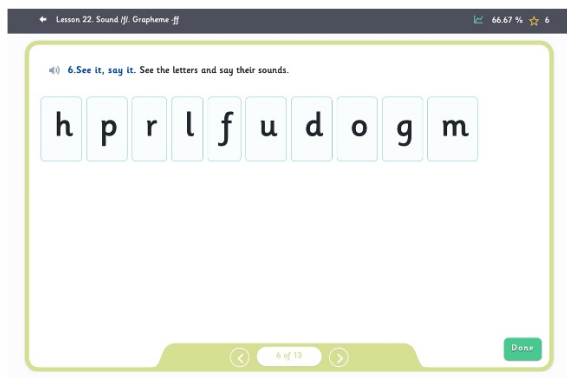 Lesson 22. Sound /f/. Grapheme -ff
66.67 % 6
6.See it, say it. See the letters and say their sounds.
h p r l f u d o g m
6 of 13
Done